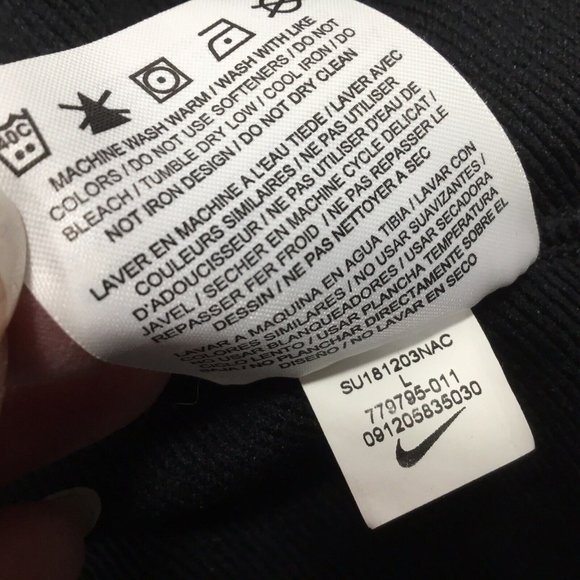 40C
MACHINE WASH WARM / WASH WITH LIKE
COLORS / DO NOT USE SOFTENERS / DO NOT
BLEACH / TUMBLE DRY LOW / COOL IRON / DO
NOT IRON DESIGN / DO NOT DRY CLEAN
LAVER EN MACHINE A L'EAU TIEDE / LAVER AVEC
COULEURS SIMILAIRES / NE PAS UTILISER
D'ADOUCISSEUR / NE PAS UTILISER D'EAU DE
JAVEL / SECHER EN MACHINE CYCLE DELICAT /
REPASSER FER FROID / NE PAS REPASSER LE
DESSIN / NE PAS NETTOYER A SEC
LAVAR A MAQUINA EN AGUA TIBIA / LAVAR CON
COLORES SIMILARES / NO USAR SUAVIZANTES /
NO USAR BLANQUEADORES / USAR SECADORA
CICLO LENTO / USAR PLANCHA TEMPERATURA
BAJA / NO PLANCHAR DIRECTAMENTE SOBRE EL
DISEÑO / NO LAVAR EN SECO
SU181203NAC
L
779795-011
091205835030